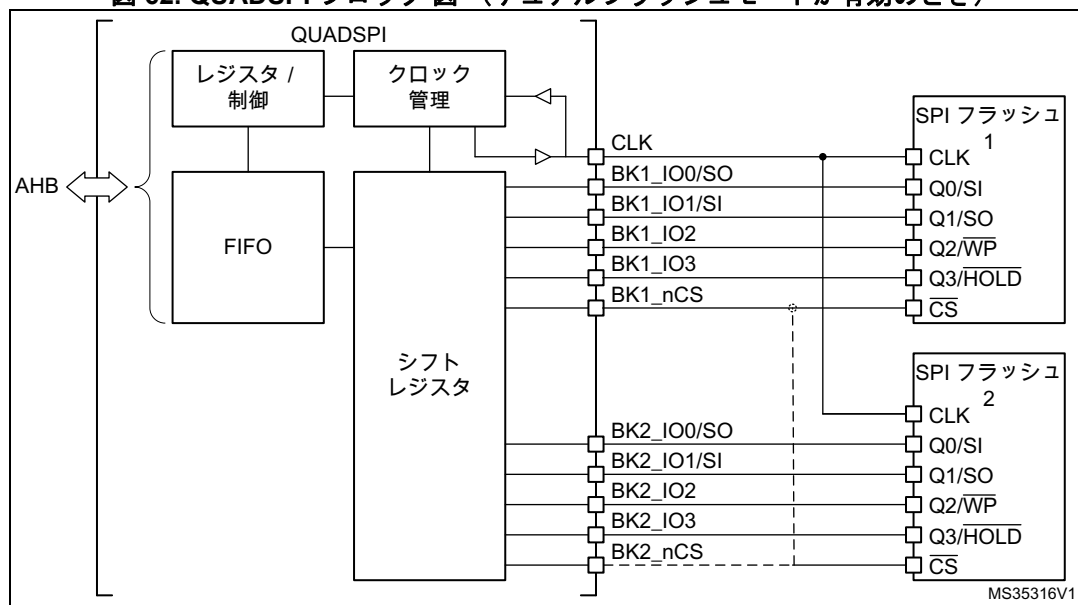 QUADSPI
レジスタ /
制御
クロック
管理
AHB
FIFO
シフト
レジスタ
CLK
BK1_IO0/SO
BK1_IO1/SI
BK1_IO2
BK1_IO3
BK1_nCS
BK2_IO0/SO
BK2_IO1/SI
BK2_IO2
BK2_IO3
BK2_nCS
SPI フラッシュ
1
CLK
Q0/SI
Q1/SO
Q2/WP
Q3/HOLD
CS
SPI フラッシュ
2
CLK
Q0/SI
Q1/SO
Q2/WP
Q3/HOLD
CS
MS35316V1